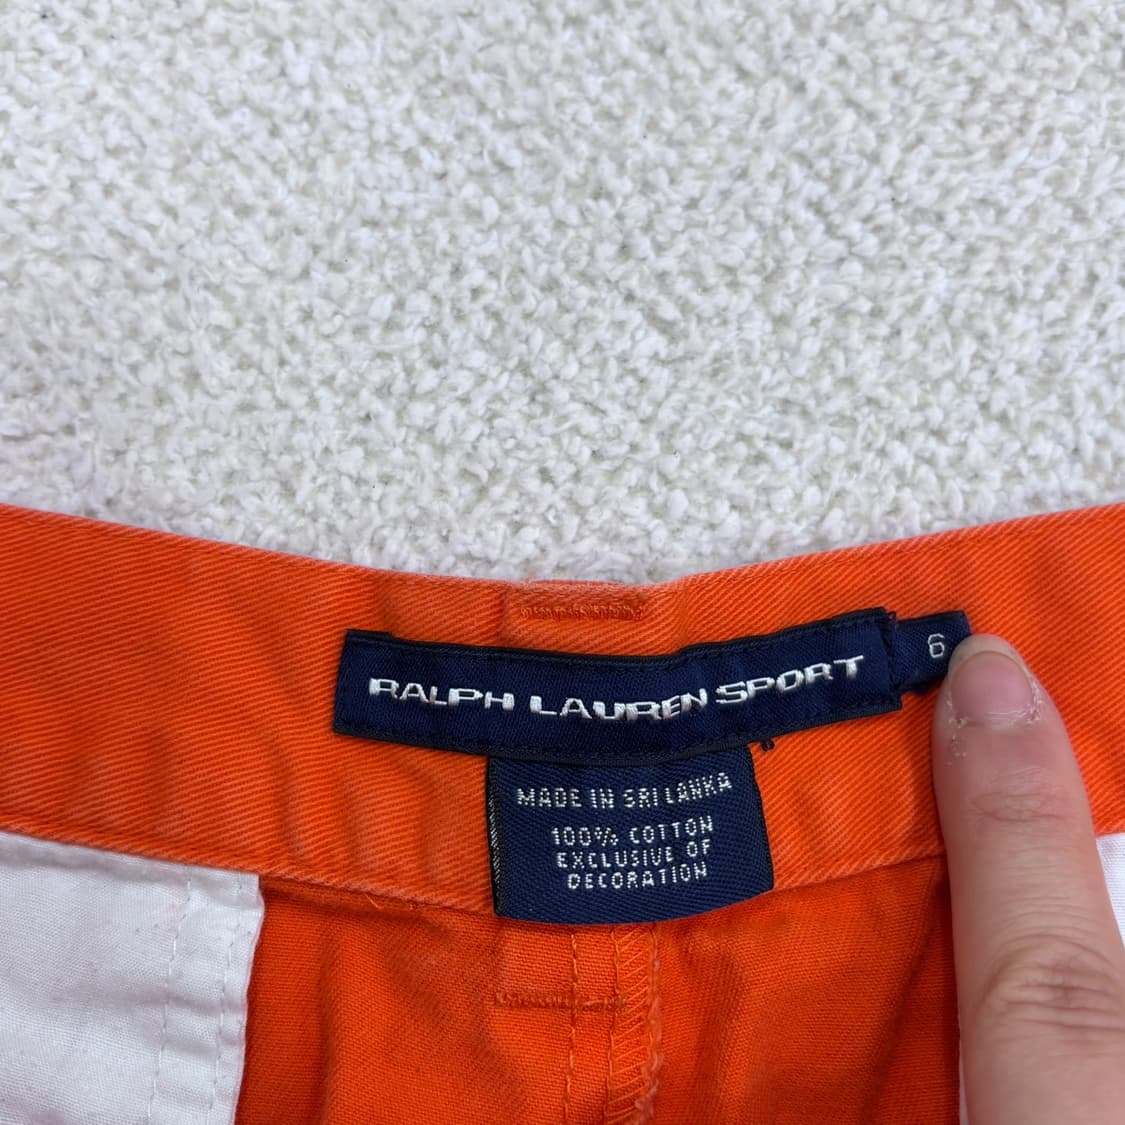 RALPH LAUREN SPORT
6
MADE IN SRI LANKA
100% COTTON
EXCLUSIVE OF
DECORATION